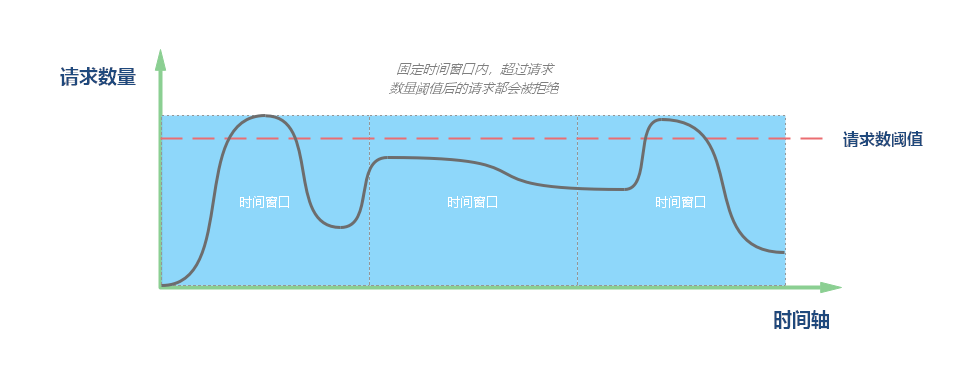 请求数量
固定时间窗口内，超过请求
数量阈值后的请求都会被拒绝
请求数阈值
时间窗口
时间窗口
时间窗口
时间轴